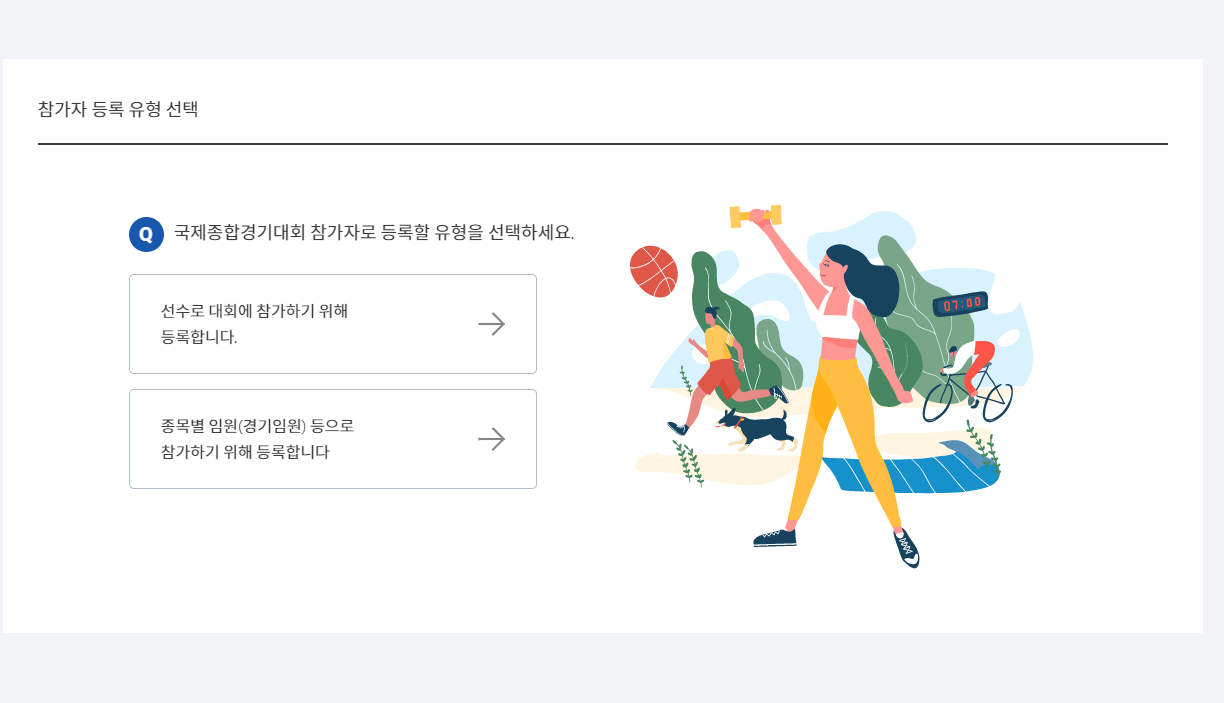 참가자 등록 유형 선택
Q 국제종합경기대회 참가자로 등록할 유형을 선택하세요.
선수로 대회에 참가하기 위해
등록합니다.
종목별 임원(경기임원) 등으로
참가하기 위해 등록합니다
07:00